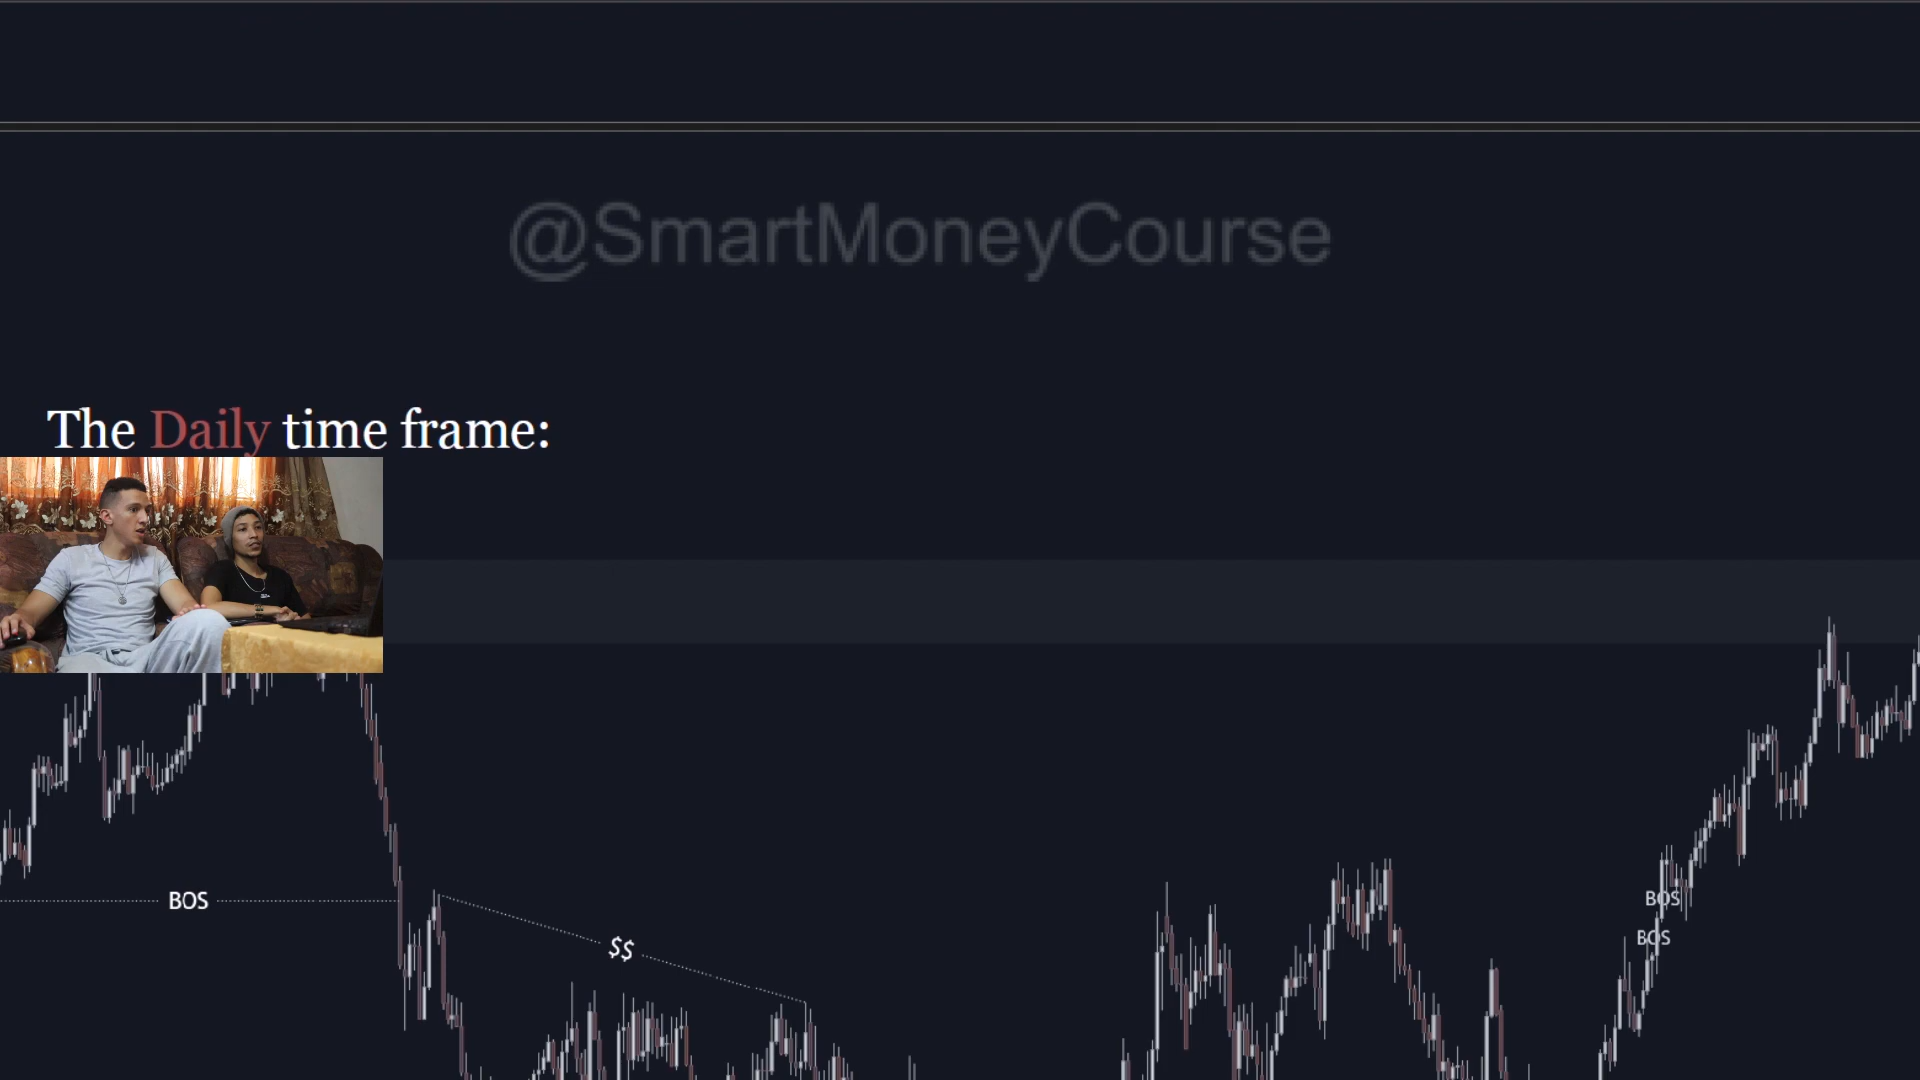 @SmartMoneyCourse
The Daily time frame:
BOS
BOS
$$
BOS